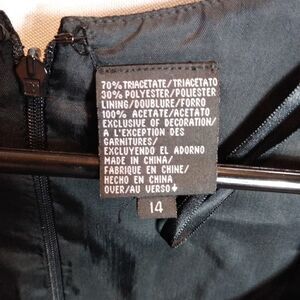 70% TRIACETATE/TRIACETATO
30% POLYESTER/POLIESTER
LINING/DOUBLURE/FORRO
100% ACETATE/ACETATO
EXCLUSIVE OF DECORATION/
A L'EXCEPTION DES
GARNITURES/
EXCLUYENDO EL ADORNO
MADE IN CHINA/
FABRIQUE EN CHINE/
HECHO EN CHINA
OVER/AU VERSO
14